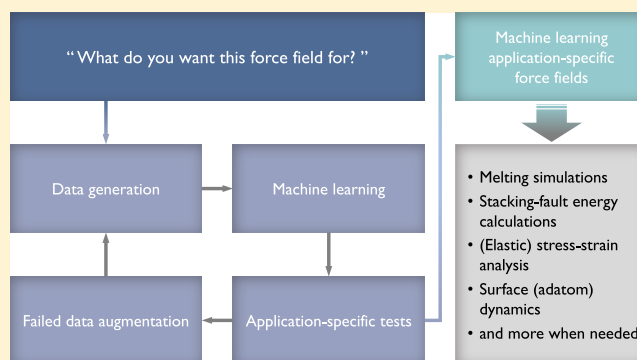 “ What do you want this force field for? ”
Machine learning
application-specific
force fields
Data generation
Machine learning
Failed data augmentation
Application-specific tests
• Melting simulations
• Stacking-fault energy
calculations
• (Elastic) stress-strain
analysis
• Surface (adatom)
dynamics
• and more when needed